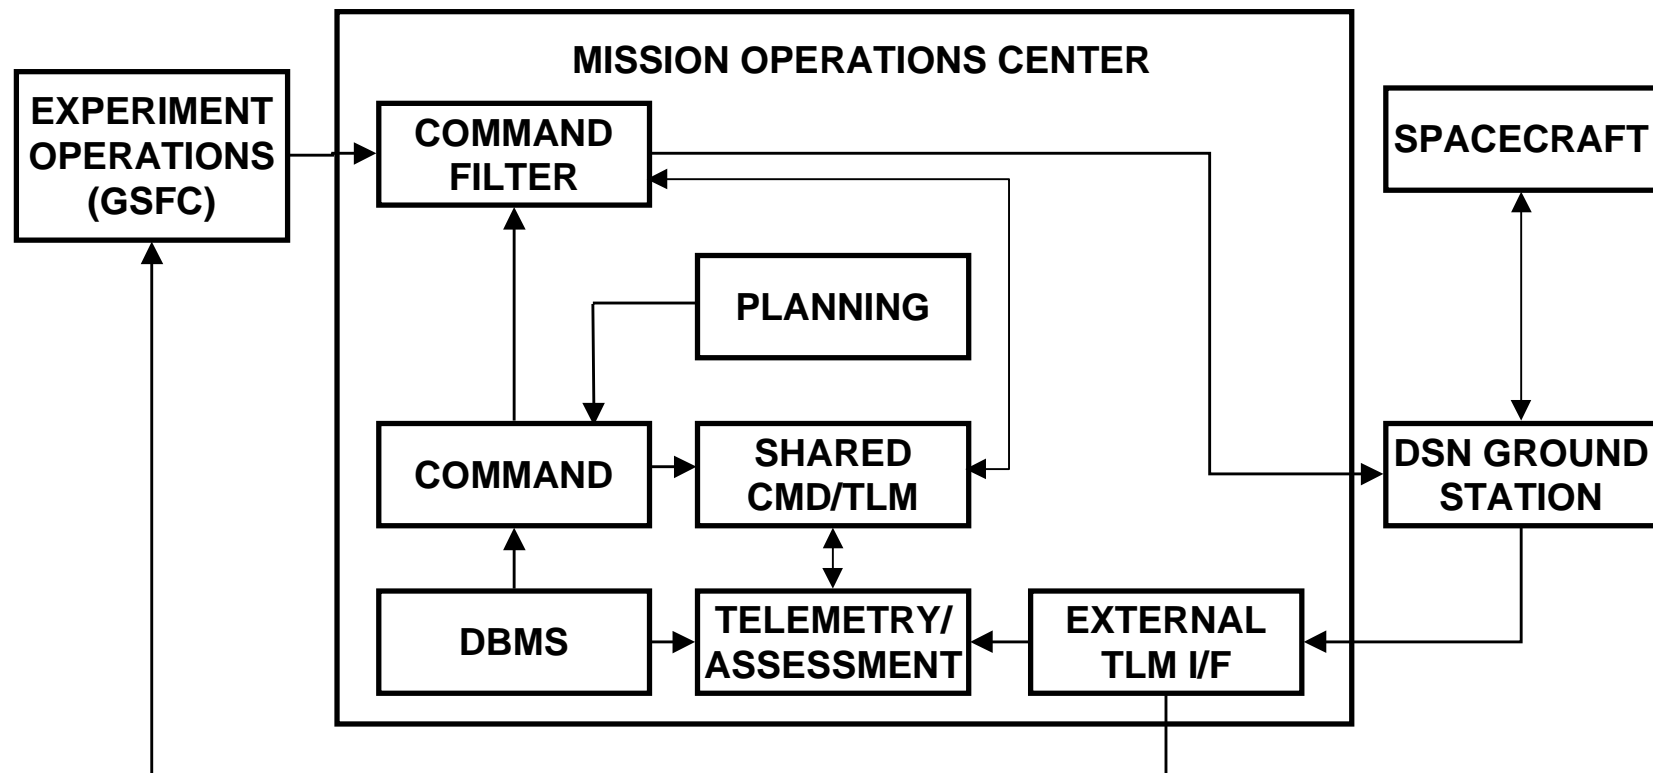 MISSION OPERATIONS CENTER
EXPERIMENT
OPERATIONS
(GSFC)
COMMAND
FILTER
SPACECRAFT
PLANNING
COMMAND
SHARED
CMD/TLM
DSN GROUND
STATION
DBMS
TELEMETRY/
ASSESSMENT
EXTERNAL
TLM I/F